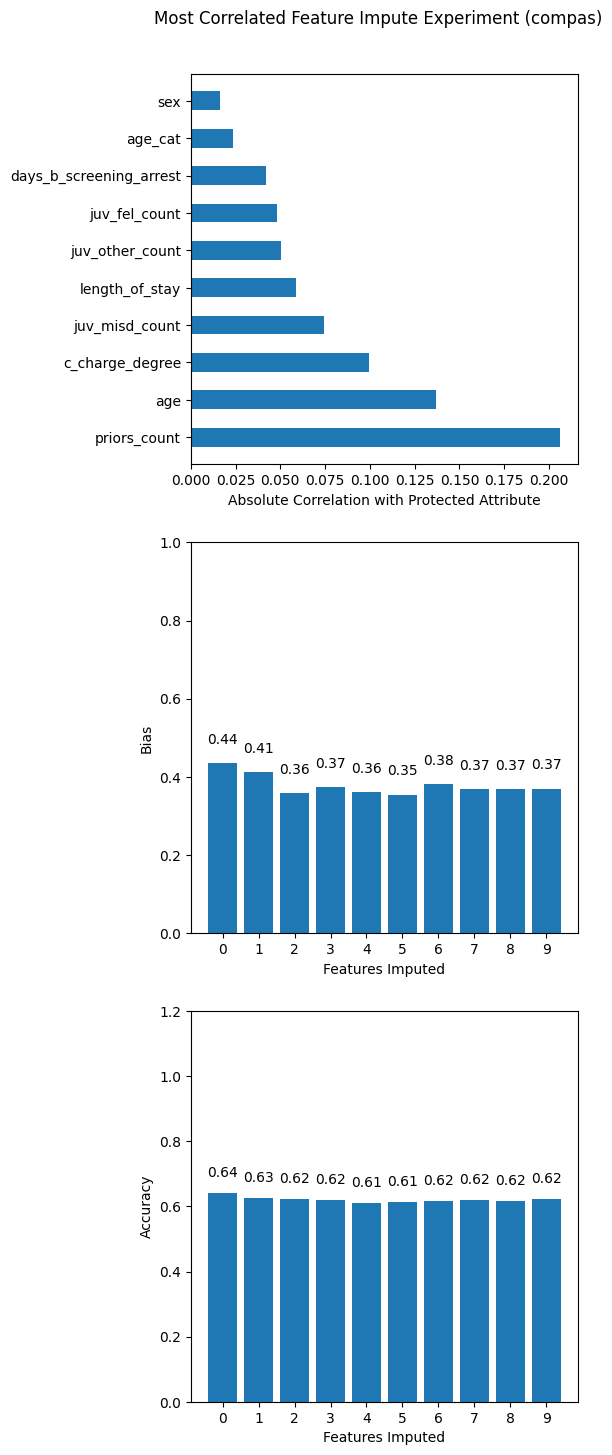 Most Correlated Feature Impute Experiment (compas)
sex
age_cat
days_b_screening_arrest
juv_fel_count
juv_other_count
length_of_stay
juv_misd_count
c_charge_degree
age
priors_count
0.000 0.025 0.050 0.075 0.100 0.125 0.150 0.175 0.200
Absolute Correlation with Protected Attribute
1.0
0.8
0.6
0.4
0.2
0.0
Bias
0.44 0.41 0.36 0.37 0.36 0.35 0.38 0.37 0.37 0.37
0 1 2 3 4 5 6 7 8 9
Features Imputed
1.2
1.0
0.8
0.6
0.4
0.2
0.0
Accuracy
0.64 0.63 0.62 0.62 0.61 0.61 0.62 0.62 0.62 0.62
0 1 2 3 4 5 6 7 8 9
Features Imputed